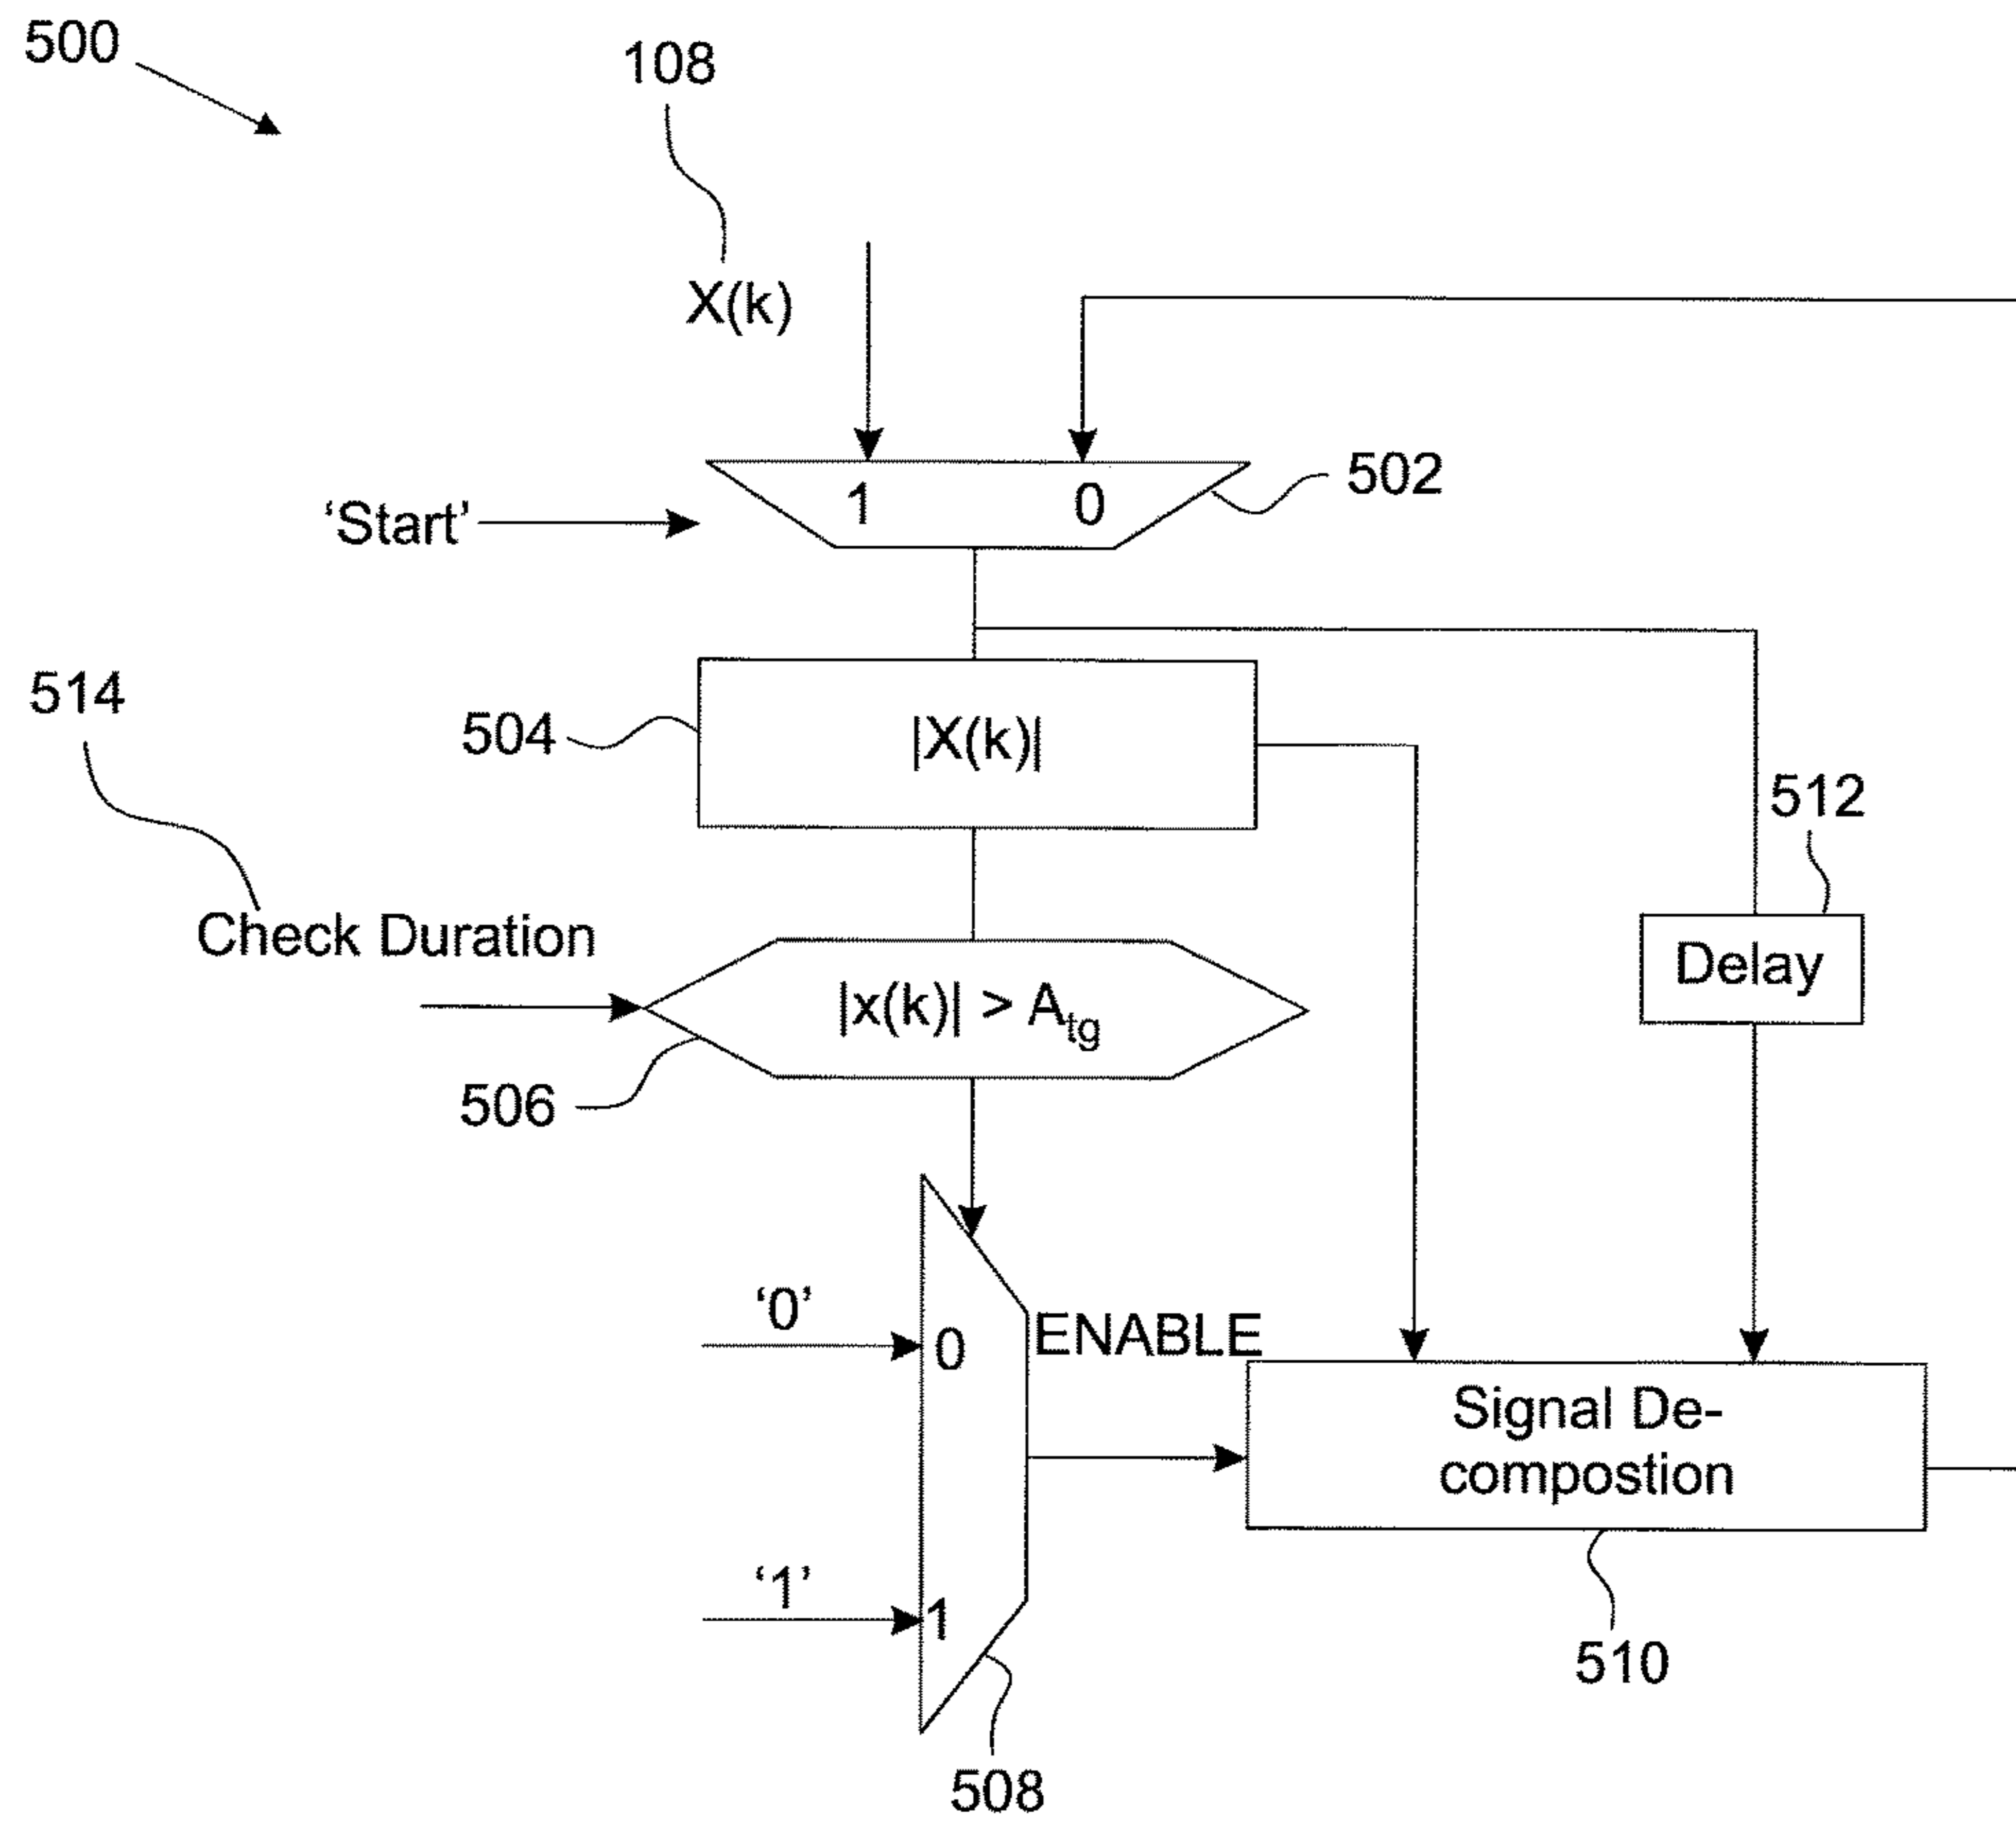 500
108
X(k)
1 0
502
‘Start’
514
504
|X(k)|
512
Check Duration
Delay
|x(k)| > Atg
506
‘0’
0
ENABLE
Signal De-
compostion
‘1’
1
510
508